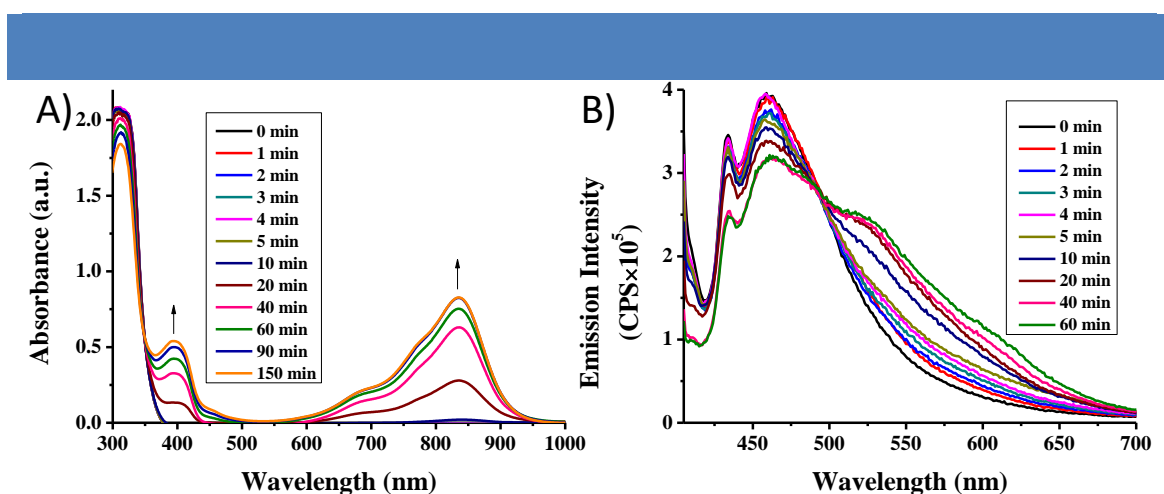 A)
Absorbance (a.u.)
2.0
1.5
1.0
0.5
0.0
300 400 500 600 700 800 900 1000
Wavelength (nm)
0 min
1 min
2 min
3 min
4 min
5 min
10 min
20 min
40 min
60 min
90 min
150 min
B)
Emission Intensity
(CPS×10⁵)
4
3
2
1
0
450 500 550 600 650 700
Wavelength (nm)
0 min
1 min
2 min
3 min
4 min
5 min
10 min
20 min
40 min
60 min